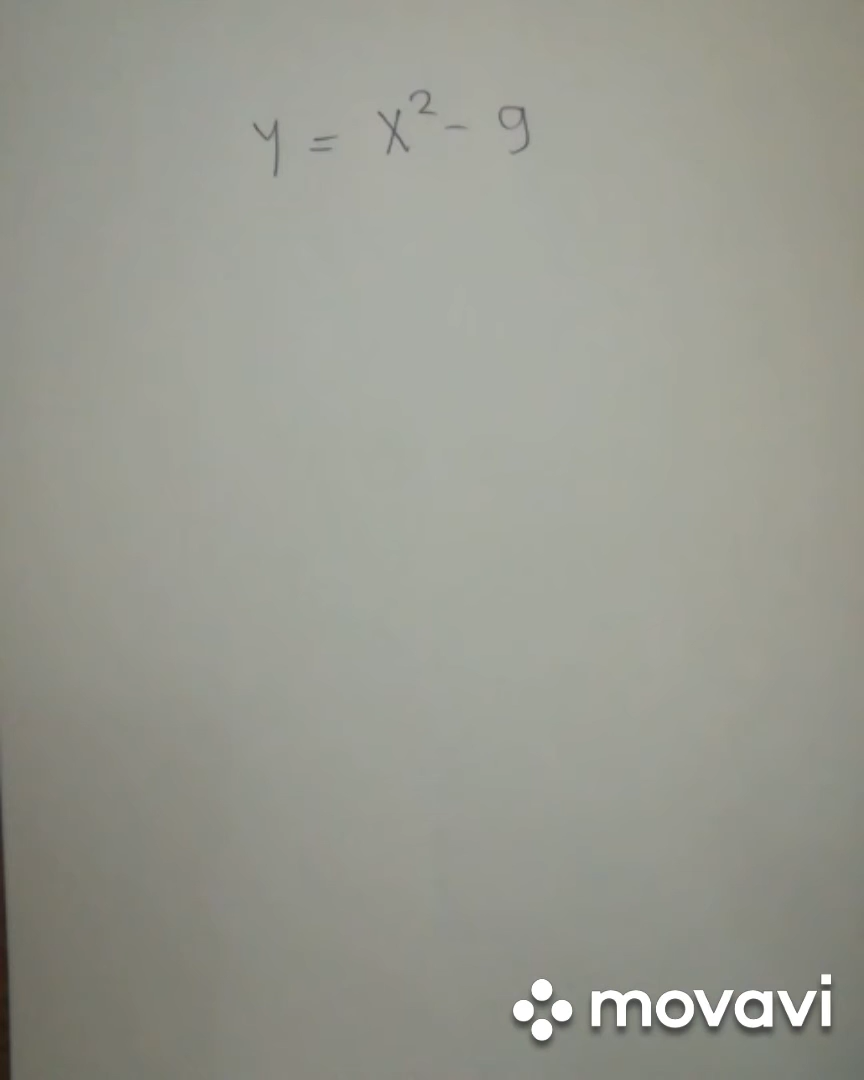 y = x² - 9
movavi